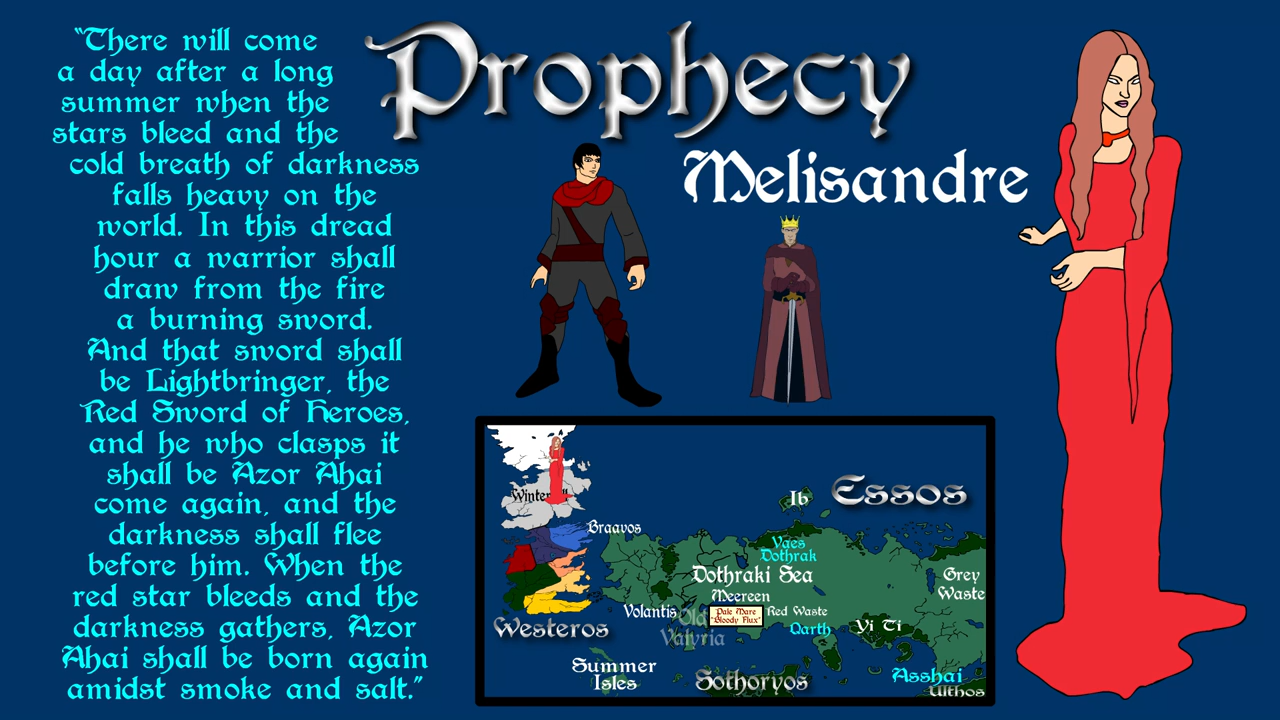 “There will come
a day after a long
summer when the
stars bleed and the
cold breath of darkness
falls heavy on the
world. In this dread
hour a warrior shall
draw from the fire
a burning sword.
And that sword shall
be Lightbringer, the
Red Sword of Heroes,
and he who clasps it
shall be Azor Ahai
come again, and the
darkness shall flee
before him. When the
red star bleeds and the
darkness gathers, Azor
Ahai shall be born again
amidst smoke and salt.”
Prophecy
Melisandre
Winterfell
Ib
Essos
Braavos
Vaes
Dothrak
Dothraki Sea
Grey
Waste
Meereen
Volantis
Old
Valyria
Pale Mare
"Bloody Flux"
Red Waste
Qarth
Yi Ti
Westeros
Summer
Isles
Sothoryos
Asshai
Ulthos